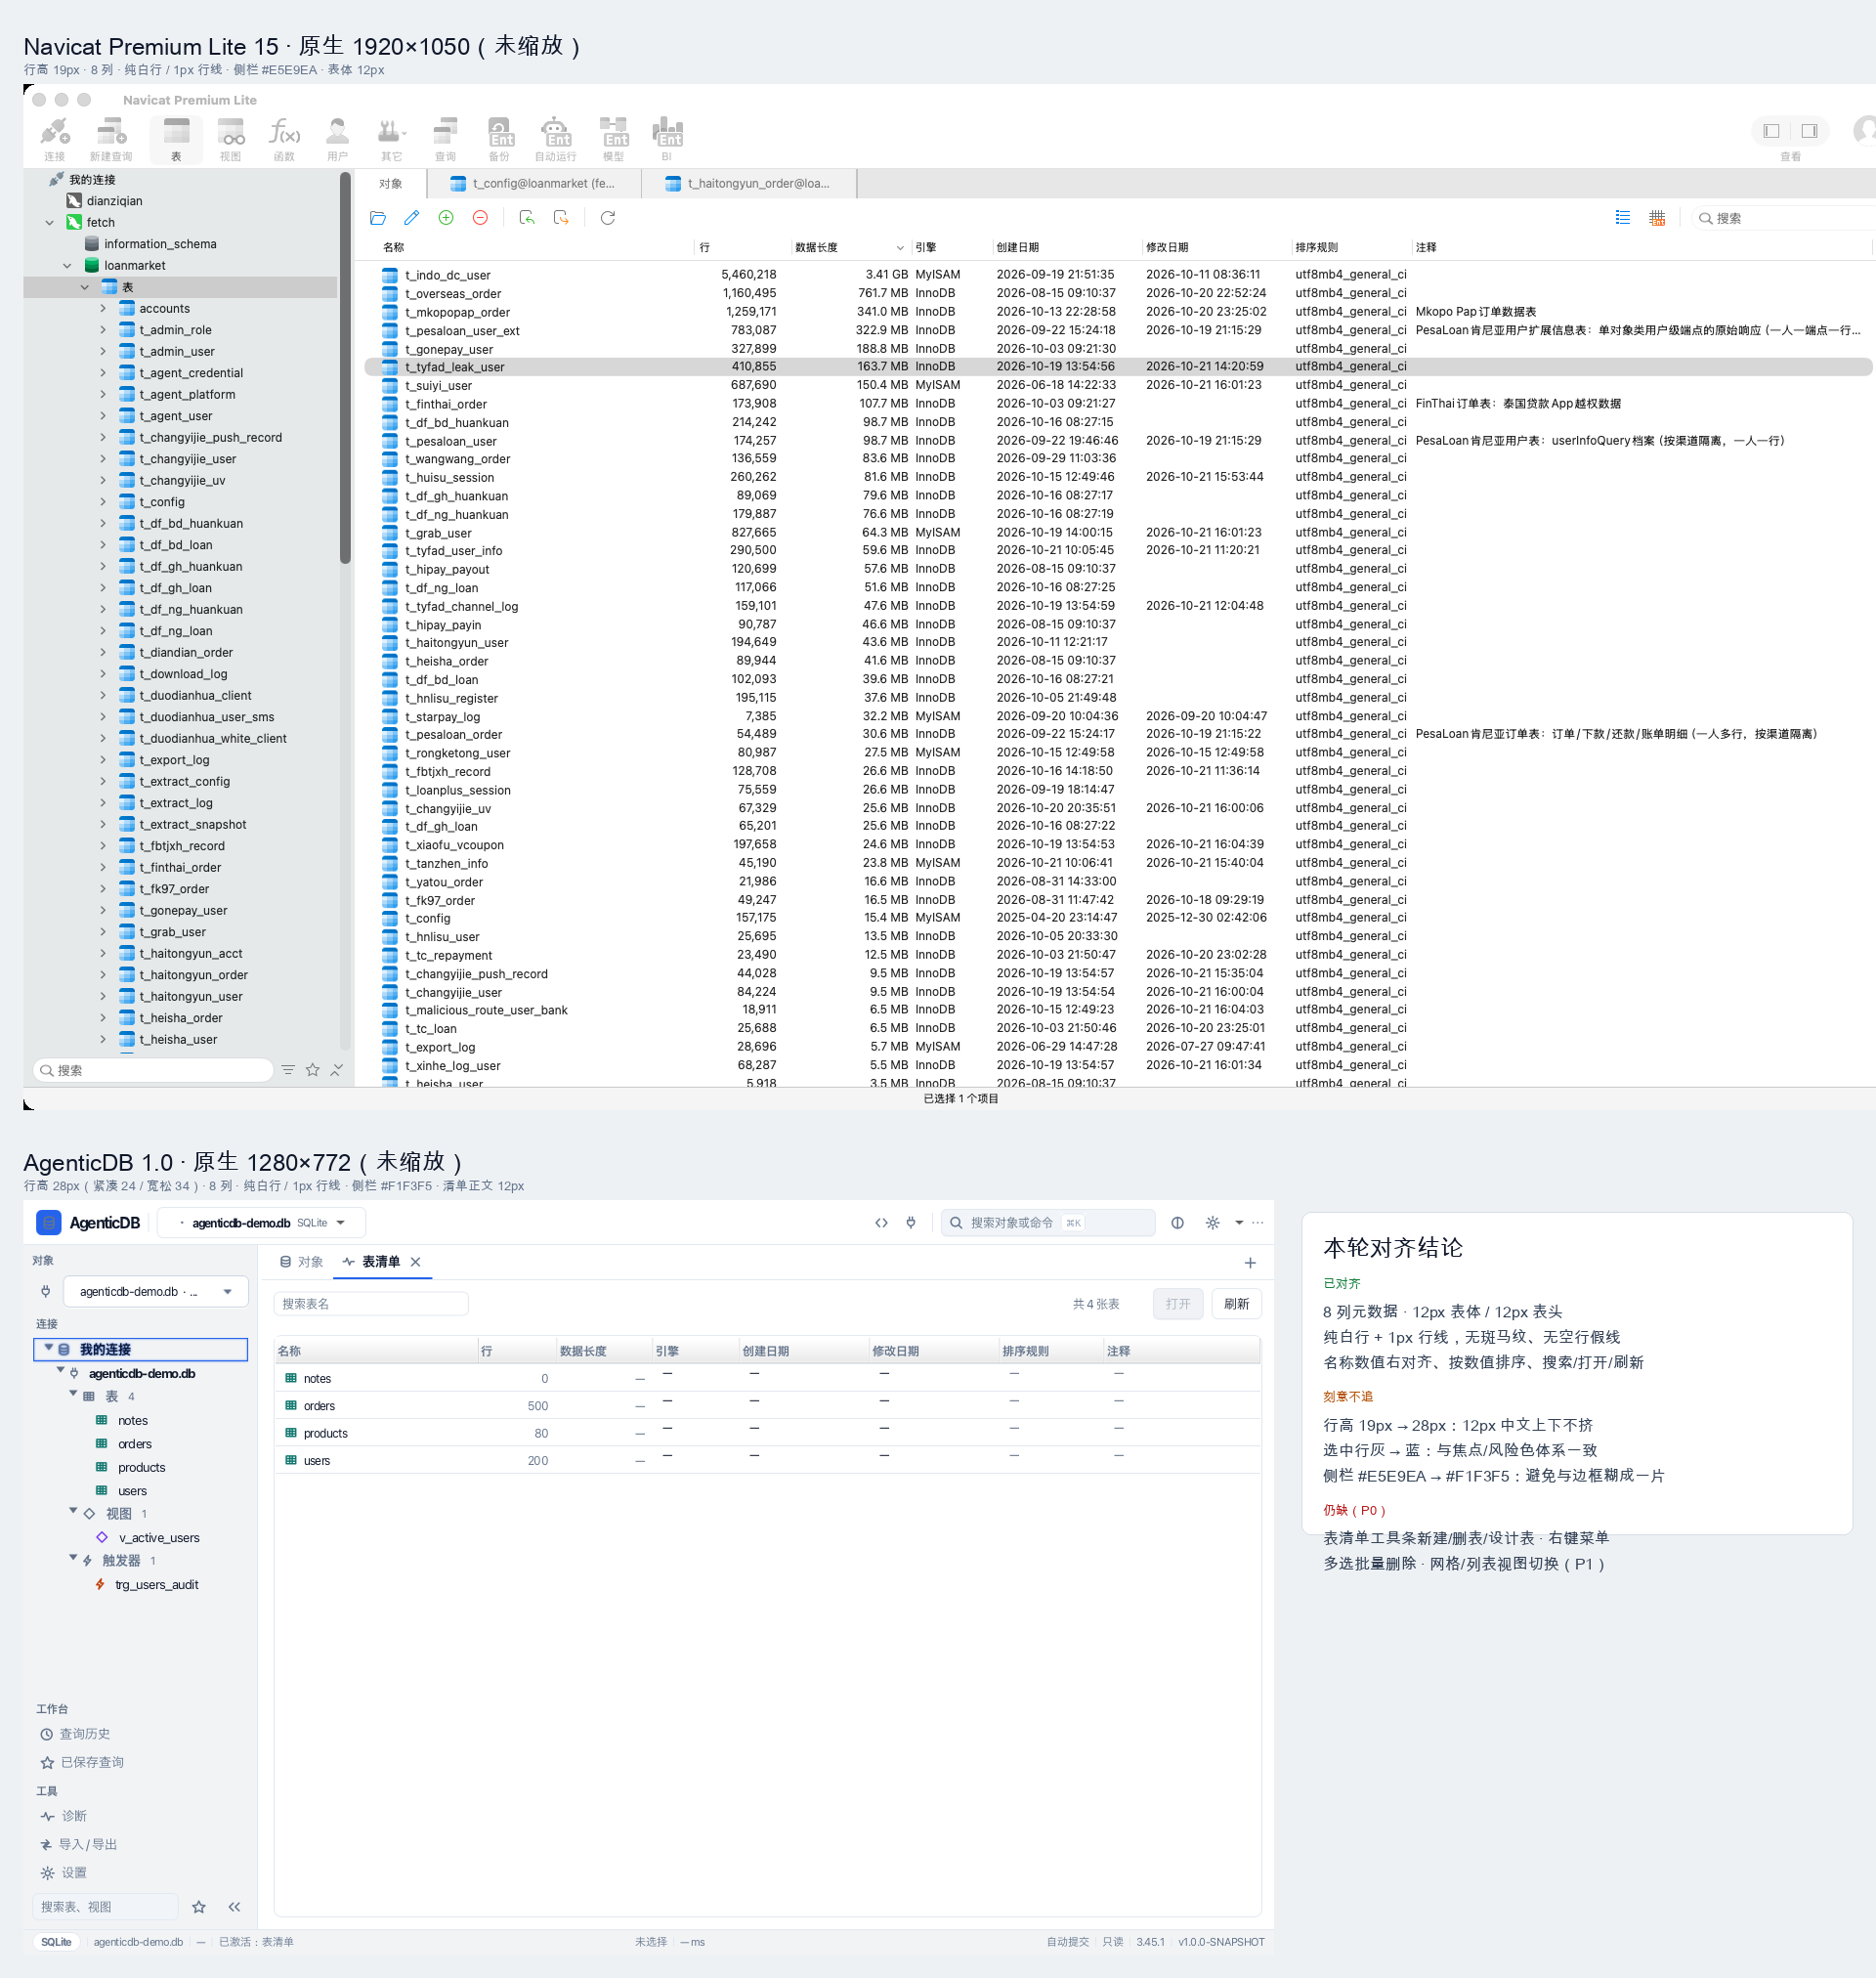 Navicat Premium Lite 15 · 原生 1920×1050 ( 未缩放 )
行高 19px · 8 列 · 纯白行 / 1px 行线 · 侧栏 #E5E9EA · 表体 12px
Navicat Premium Lite
连接 新建查询 表 视图 函数 用户 其它 查询 备份 自动运行 模型 BI 查看
Ent Ent Ent Ent
我的连接
dianziqian
fetch
information_schema
loanmarket
表
accounts
t_admin_role
t_admin_user
t_agent_credential
t_agent_platform
t_agent_user
t_changyijie_push_record
t_changyijie_user
t_changyijie_uv
t_config
t_df_bd_huankuan
t_df_bd_loan
t_df_gh_huankuan
t_df_gh_loan
t_df_ng_huankuan
t_df_ng_loan
t_diandian_order
t_download_log
t_duodianhua_client
t_duodianhua_user_sms
t_duodianhua_white_client
t_export_log
t_extract_config
t_extract_log
t_extract_snapshot
t_fbtjxh_record
t_finthai_order
t_fk97_order
t_gonepay_user
t_grab_user
t_haitongyun_acct
t_haitongyun_order
t_haitongyun_user
t_heisha_order
t_heisha_user
搜索
对象 t_config@loanmarket (fe... t_haitongyun_order@loa...
搜索
名称 行 数据长度 引擎 创建日期 修改日期 排序规则 注释
t_indo_dc_user 5,460,218 3.41 GB MyISAM 2026-09-19 21:51:35 2026-10-11 08:36:11 utf8mb4_general_ci
t_overseas_order 1,160,495 761.7 MB InnoDB 2026-08-15 09:10:37 2026-10-20 22:52:24 utf8mb4_general_ci
t_mkopopap_order 1,259,171 341.0 MB InnoDB 2026-10-13 22:28:58 2026-10-20 23:25:02 utf8mb4_general_ci Mkopo Pap 订单数据表
t_pesaloan_user_ext 783,087 322.9 MB InnoDB 2026-09-22 15:24:18 2026-10-19 21:15:29 utf8mb4_general_ci PesaLoan 肯尼亚用户扩展信息表：单对象类用户级端点的原始响应 (一人一端点一行...
t_gonepay_user 327,899 188.8 MB InnoDB 2026-10-03 09:21:30 utf8mb4_general_ci
t_tyfad_leak_user 410,855 163.7 MB InnoDB 2026-10-19 13:54:56 2026-10-21 14:20:59 utf8mb4_general_ci
t_suiyi_user 687,690 150.4 MB MyISAM 2026-06-18 14:22:33 2026-10-21 16:01:23 utf8mb4_general_ci
t_finthai_order 173,908 107.7 MB InnoDB 2026-10-03 09:21:27 utf8mb4_general_ci FinThai 订单表：泰国贷款 App 越权数据
t_df_bd_huankuan 214,242 98.7 MB InnoDB 2026-10-16 08:27:15 utf8mb4_general_ci
t_pesaloan_user 174,257 98.7 MB InnoDB 2026-09-22 19:46:46 2026-10-19 21:15:29 utf8mb4_general_ci PesaLoan 肯尼亚用户表：userInfoQuery 档案 (按渠道隔离，一人一行)
t_wangwang_order 136,559 83.6 MB InnoDB 2026-09-29 11:03:36 utf8mb4_general_ci
t_huisu_session 260,262 81.6 MB InnoDB 2026-10-15 12:49:46 2026-10-21 15:53:44 utf8mb4_general_ci
t_df_gh_huankuan 89,069 79.6 MB InnoDB 2026-10-16 08:27:17 utf8mb4_general_ci
t_df_ng_huankuan 179,887 76.6 MB InnoDB 2026-10-16 08:27:19 utf8mb4_general_ci
t_grab_user 827,665 64.3 MB MyISAM 2026-10-19 14:00:15 2026-10-21 16:01:23 utf8mb4_general_ci
t_tyfad_user_info 290,500 59.6 MB InnoDB 2026-10-21 10:05:45 2026-10-21 11:20:21 utf8mb4_general_ci
t_hipay_payout 120,699 57.6 MB InnoDB 2026-08-15 09:10:37 utf8mb4_general_ci
t_df_ng_loan 117,066 51.6 MB InnoDB 2026-10-16 08:27:25 utf8mb4_general_ci
t_tyfad_channel_log 159,101 47.6 MB InnoDB 2026-10-19 13:54:59 2026-10-21 12:04:48 utf8mb4_general_ci
t_hipay_payin 90,787 46.6 MB InnoDB 2026-08-15 09:10:37 utf8mb4_general_ci
t_haitongyun_user 194,649 43.6 MB InnoDB 2026-10-11 12:21:17 utf8mb4_general_ci
t_heisha_order 89,944 41.6 MB InnoDB 2026-08-15 09:10:37 utf8mb4_general_ci
t_df_bd_loan 102,093 39.6 MB InnoDB 2026-10-16 08:27:21 utf8mb4_general_ci
t_hnlisu_register 195,115 37.6 MB InnoDB 2026-10-05 21:49:48 utf8mb4_general_ci
t_starpay_log 7,385 32.2 MB MyISAM 2026-09-20 10:04:36 2026-09-20 10:04:47 utf8mb4_general_ci
t_pesaloan_order 54,489 30.6 MB InnoDB 2026-09-22 15:24:17 2026-10-19 21:15:22 utf8mb4_general_ci PesaLoan 肯尼亚订单表：订单/下款/还款/账单明细 (一人多行，按渠道隔离)
t_rongketong_user 80,987 27.5 MB MyISAM 2026-10-15 12:49:58 2026-10-15 12:49:58 utf8mb4_general_ci
t_fbtjxh_record 128,708 26.6 MB InnoDB 2026-10-16 14:18:50 2026-10-21 11:36:14 utf8mb4_general_ci
t_loanplus_session 75,559 26.6 MB InnoDB 2026-09-19 18:14:47 utf8mb4_general_ci
t_changyijie_uv 67,329 25.6 MB InnoDB 2026-10-20 20:35:51 2026-10-21 16:00:06 utf8mb4_general_ci
t_df_gh_loan 65,201 25.6 MB InnoDB 2026-10-16 08:27:22 utf8mb4_general_ci
t_xiaofu_vcoupon 197,658 24.6 MB InnoDB 2026-10-19 13:54:53 2026-10-21 16:04:39 utf8mb4_general_ci
t_tanzhen_info 45,190 23.8 MB MyISAM 2026-10-21 10:06:41 2026-10-21 15:40:04 utf8mb4_general_ci
t_yatou_order 21,986 16.6 MB InnoDB 2026-08-31 14:33:00 utf8mb4_general_ci
t_fk97_order 49,247 16.5 MB InnoDB 2026-08-31 11:47:42 2026-10-18 09:29:19 utf8mb4_general_ci
t_config 157,175 15.4 MB MyISAM 2025-04-20 23:14:47 2025-12-30 02:42:06 utf8mb4_general_ci
t_hnlisu_user 25,695 13.5 MB InnoDB 2026-10-05 20:33:30 utf8mb4_general_ci
t_tc_repayment 23,490 12.5 MB InnoDB 2026-10-03 21:50:47 2026-10-20 23:02:28 utf8mb4_general_ci
t_changyijie_push_record 44,028 9.5 MB InnoDB 2026-10-19 13:54:57 2026-10-21 15:35:04 utf8mb4_general_ci
t_changyijie_user 84,224 9.5 MB InnoDB 2026-10-19 13:54:54 2026-10-21 16:00:04 utf8mb4_general_ci
t_malicious_route_user_bank 18,911 6.5 MB InnoDB 2026-10-15 12:49:23 2026-10-21 16:04:03 utf8mb4_general_ci
t_tc_loan 25,688 6.5 MB InnoDB 2026-10-03 21:50:46 2026-10-20 23:25:01 utf8mb4_general_ci
t_export_log 28,696 5.7 MB MyISAM 2026-06-29 14:47:28 2026-07-27 09:47:41 utf8mb4_general_ci
t_xinhe_log_user 68,287 5.5 MB InnoDB 2026-10-19 13:54:57 2026-10-21 16:01:34 utf8mb4_general_ci
t_heisha_user 5,918 3.5 MB InnoDB 2026-08-15 09:10:37 utf8mb4_general_ci
已选择 1 个项目
AgenticDB 1.0 · 原生 1280×772 ( 未缩放 )
行高 28px ( 紧凑 24 / 宽松 34 ) · 8 列 · 纯白行 / 1px 行线 · 侧栏 #F1F3F5 · 清单正文 12px
AgenticDB · agenticdb-demo.db SQLite 搜索对象或命令 ⌘K ···
对象
agenticdb-demo.db · ...
连接
我的连接
agenticdb-demo.db
表 4
notes
orders
products
users
视图 1
v_active_users
触发器 1
trg_users_audit
工作台
查询历史
已保存查询
工具
诊断
导入/导出
设置
搜索表、视图
对象 表清单
搜索表名 共 4 张表 打开 刷新
名称 行 数据长度 引擎 创建日期 修改日期 排序规则 注释
notes 0 — — — — — —
orders 500 — — — — — —
products 80 — — — — — —
users 200 — — — — — —
SQLite agenticdb-demo.db — 已激活：表清单 未选择 — ms 自动提交 只读 3.45.1 v1.0.0-SNAPSHOT
本轮对齐结论
已对齐
8 列元数据 · 12px 表体 / 12px 表头
纯白行 + 1px 行线，无斑马纹、无空行假线
名称数值右对齐、按数值排序、搜索/打开/刷新
刻意不追
行高 19px → 28px：12px 中文上下不挤
选中行灰 → 蓝：与焦点/风险色体系一致
侧栏 #E5E9EA → #F1F3F5：避免与边框糊成一片
仍缺 ( P0 )
表清单工具条新建/删表/设计表 · 右键菜单
多选批量删除 · 网格/列表视图切换 ( P1 )